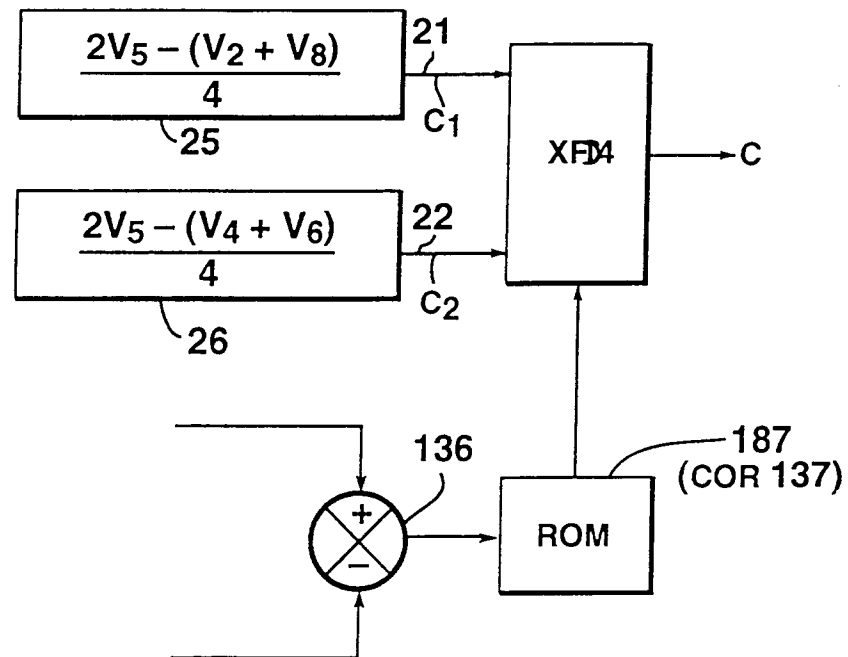 2V₅ – (V₂ + V₈)
4
21
C₁
25
C
2V₅ – (V₄ + V₆)
4
22
C₂
26
136
187
(COR 137)
+
–
ROM